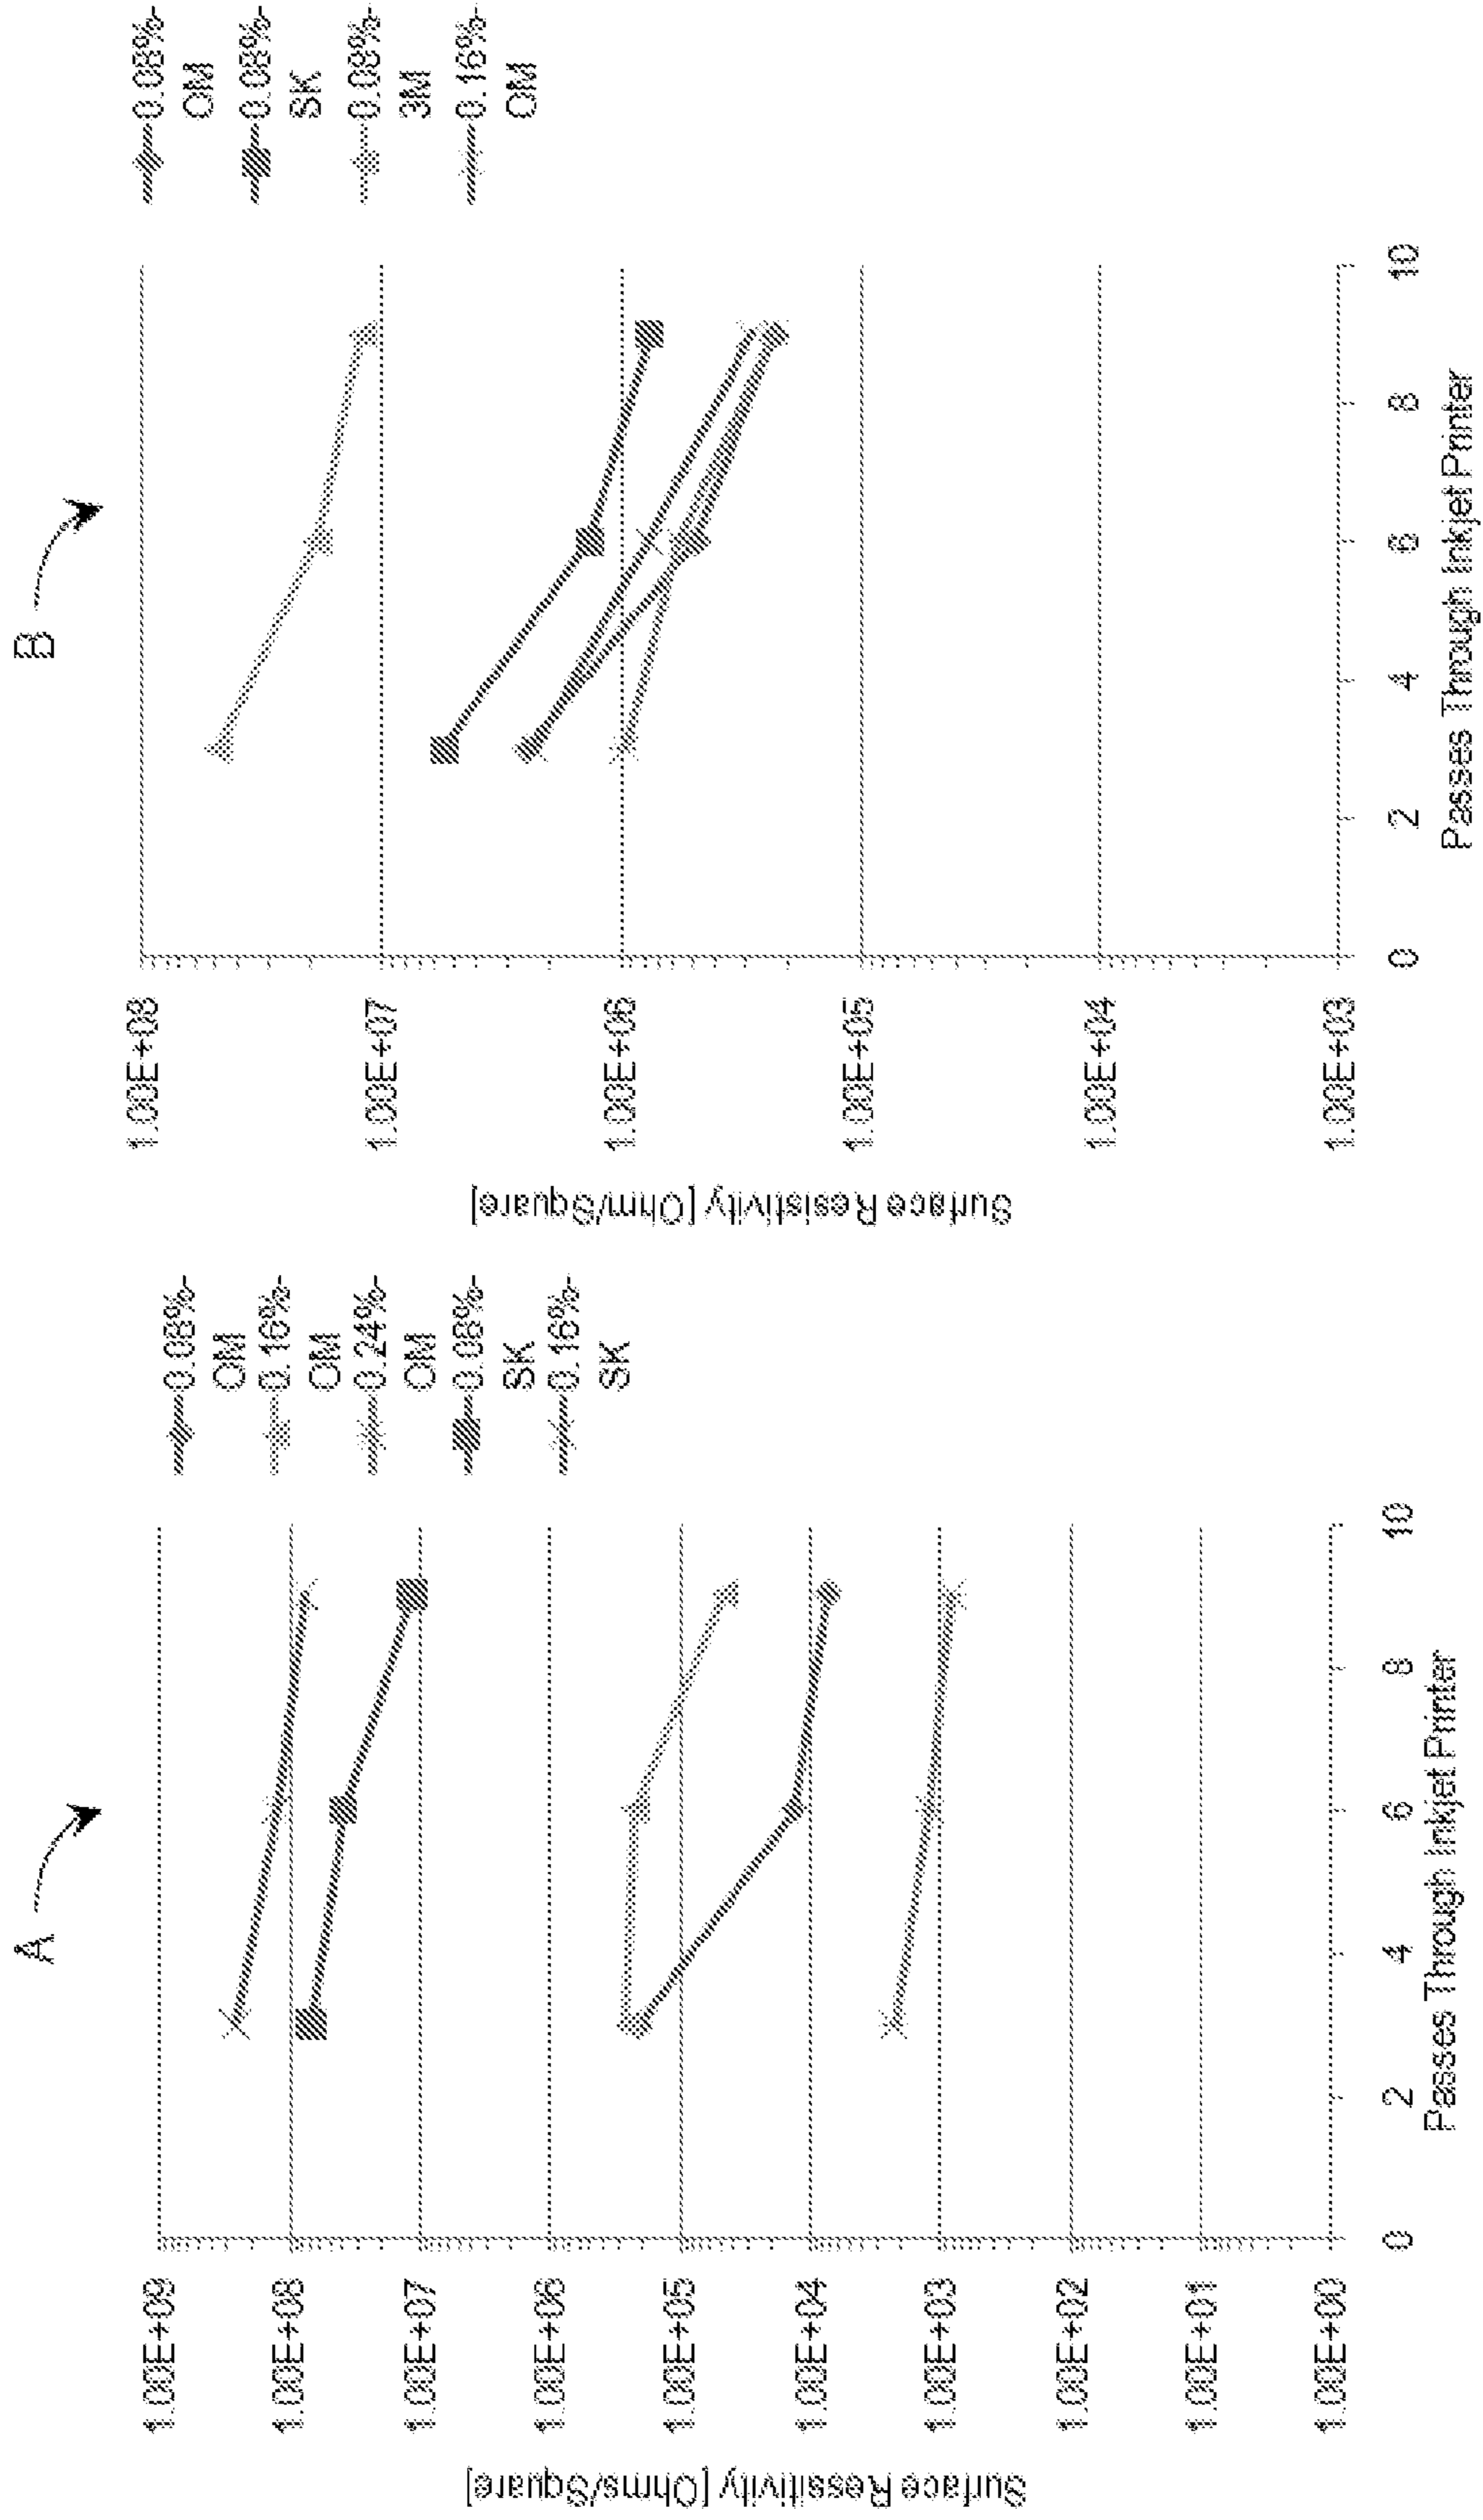 A
1.00E+09
1.00E+08
1.00E+07
1.00E+06
1.00E+05
1.00E+04
1.00E+03
1.00E+02
1.00E+01
1.00E+00
Surface Ressitivity [Ohms/Square]
0
2
4
6
8
10
Passes Through Inkjet Printer
0.08%-
OM
0.16%-
OM
0.24%-
OM
0.08%-
SK
0.16%-
SK
B
1.00E+08
1.00E+07
1.00E+06
1.00E+05
1.00E+04
1.00E+03
Surface Resistivity [Ohm/Square]
0
2
4
6
8
10
Passes Through Inkjet Printer
0.08%-
OM
0.08%-
SK
0.08%-
3M
0.16%-
OM